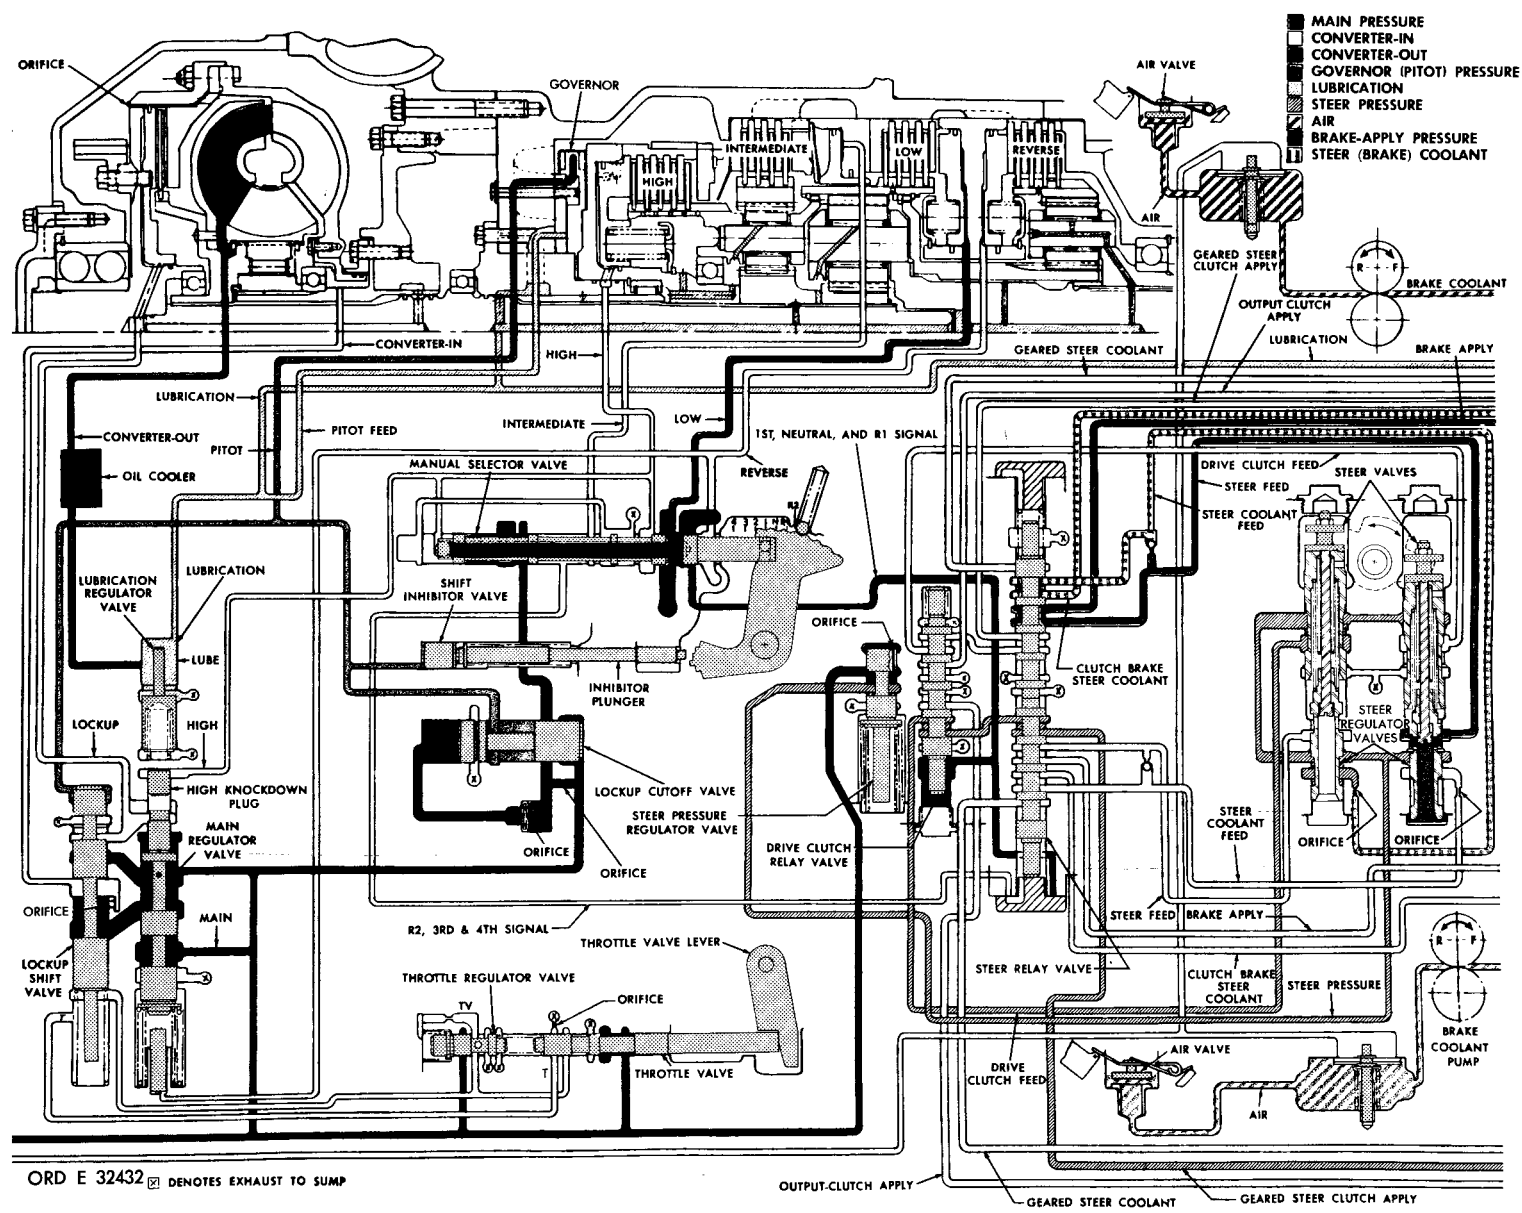 MAIN PRESSURE
CONVERTER-IN
CONVERTER-OUT
GOVERNOR (PITOT) PRESSURE
LUBRICATION
STEER PRESSURE
AIR
BRAKE-APPLY PRESSURE
STEER (BRAKE) COOLANT
ORIFICE
GOVERNOR
AIR VALVE
INTERMEDIATE
LOW
REVERSE
HIGH
AIR
GEARED STEER
CLUTCH APPLY
R F
BRAKE COOLANT
OUTPUT CLUTCH
APPLY
CONVERTER-IN
HIGH
GEARED STEER COOLANT
LUBRICATION
BRAKE APPLY
LUBRICATION
CONVERTER-OUT
PITOT FEED
PITOT
INTERMEDIATE
LOW
1ST, NEUTRAL, AND R1 SIGNAL
OIL COOLER
MANUAL SELECTOR VALVE
REVERSE
DRIVE CLUTCH FEED
STEER VALVES
STEER FEED
STEER COOLANT
FEED
R2
LUBRICATION
REGULATOR
VALVE
LUBRICATION
SHIFT
INHIBITOR VALVE
ORIFICE
LUBE
INHIBITOR
PLUNGER
CLUTCH BRAKE
STEER COOLANT
LOCKUP
HIGH
STEER
REGULATOR
VALVES
HIGH KNOCKDOWN
PLUG
LOCKUP CUTOFF VALVE
STEER PRESSURE
REGULATOR VALVE
MAIN
REGULATOR
VALVE
ORIFICE
ORIFICE
DRIVE CLUTCH
RELAY VALVE
STEER
COOLANT
FEED
ORIFICE
ORIFICE
ORIFICE
MAIN
R2, 3RD & 4TH SIGNAL
STEER FEED
BRAKE APPLY
LOCKUP
SHIFT
VALVE
THROTTLE VALVE LEVER
THROTTLE REGULATOR VALVE
STEER RELAY VALVE
CLUTCH BRAKE
STEER
COOLANT
STEER PRESSURE
R F
TV
ORIFICE
T
THROTTLE VALVE
DRIVE
CLUTCH FEED
AIR VALVE
BRAKE
COOLANT
PUMP
AIR
ORD E 32432
X DENOTES EXHAUST TO SUMP
OUTPUT-CLUTCH APPLY
GEARED STEER COOLANT
GEARED STEER CLUTCH APPLY